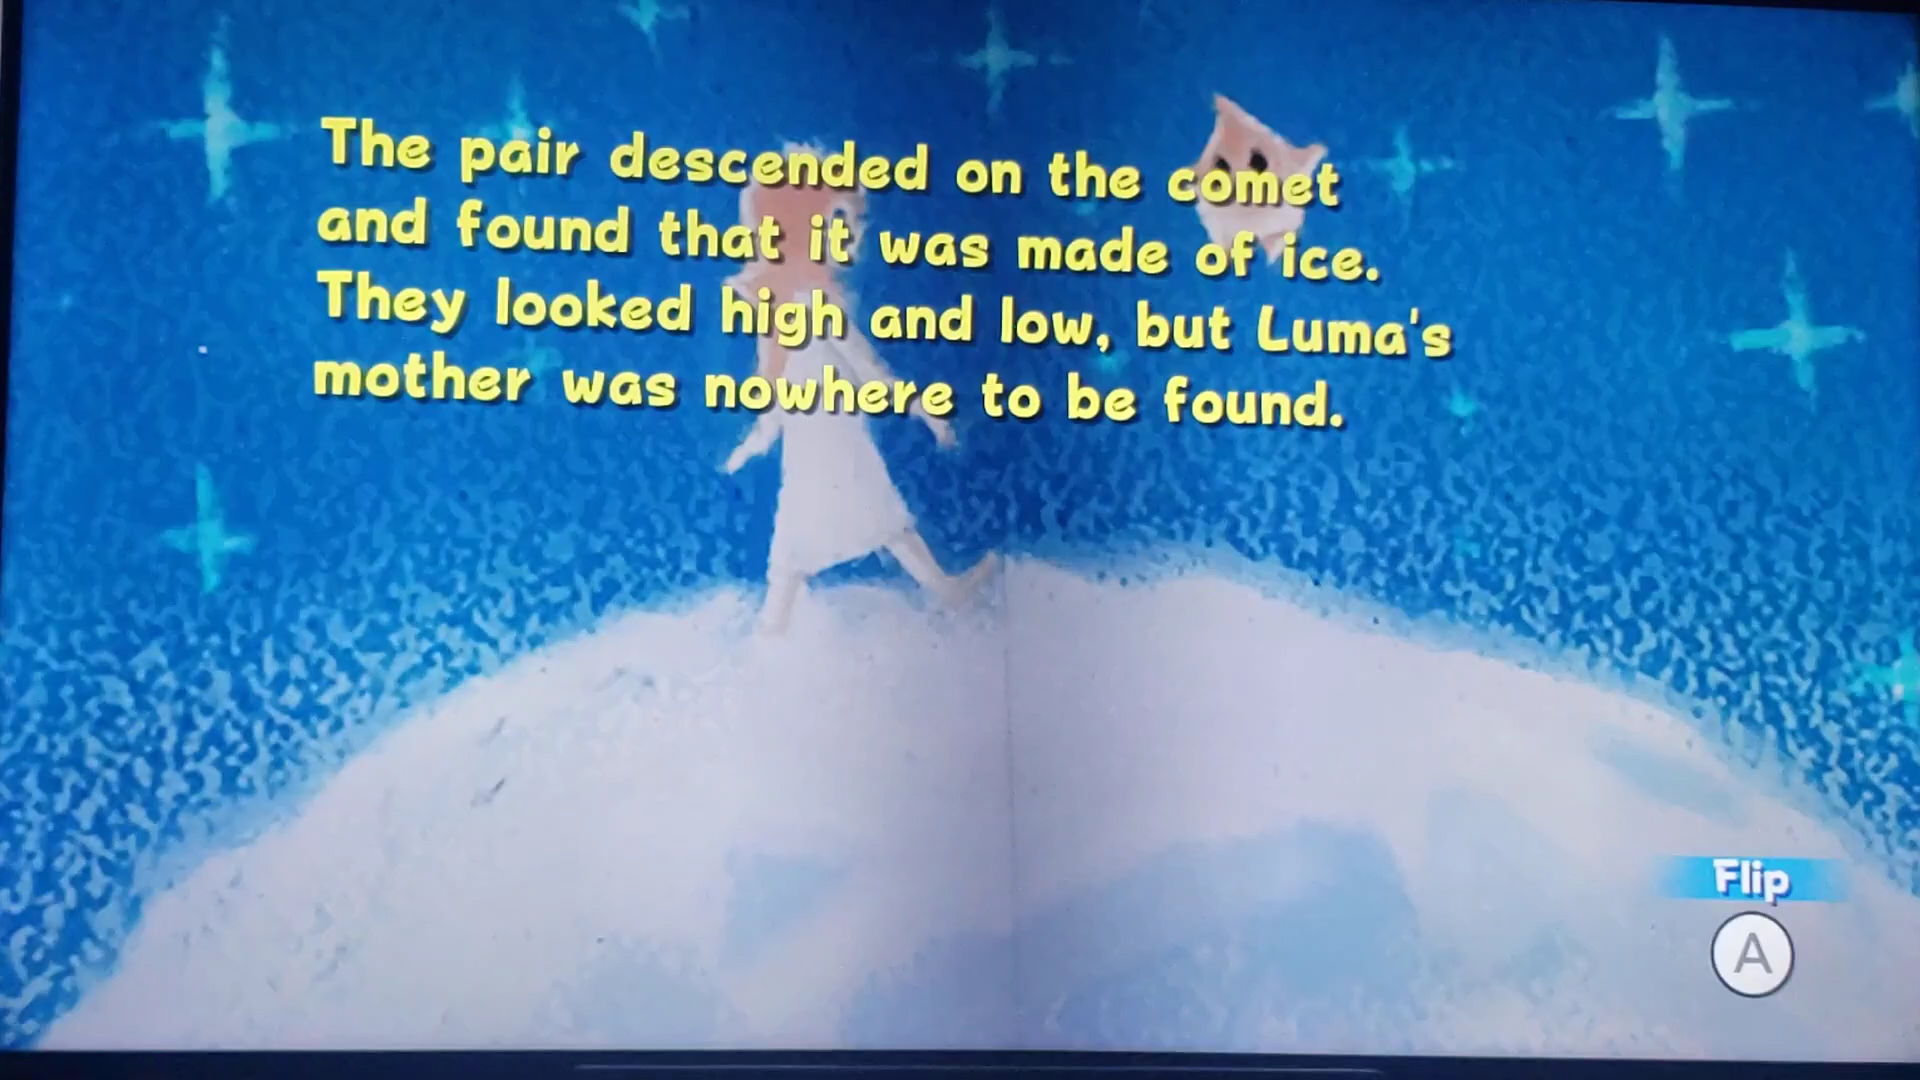 The pair descended on the comet
and found that it was made of ice.
They looked high and low, but Luma's
mother was nowhere to be found.
Flip
A